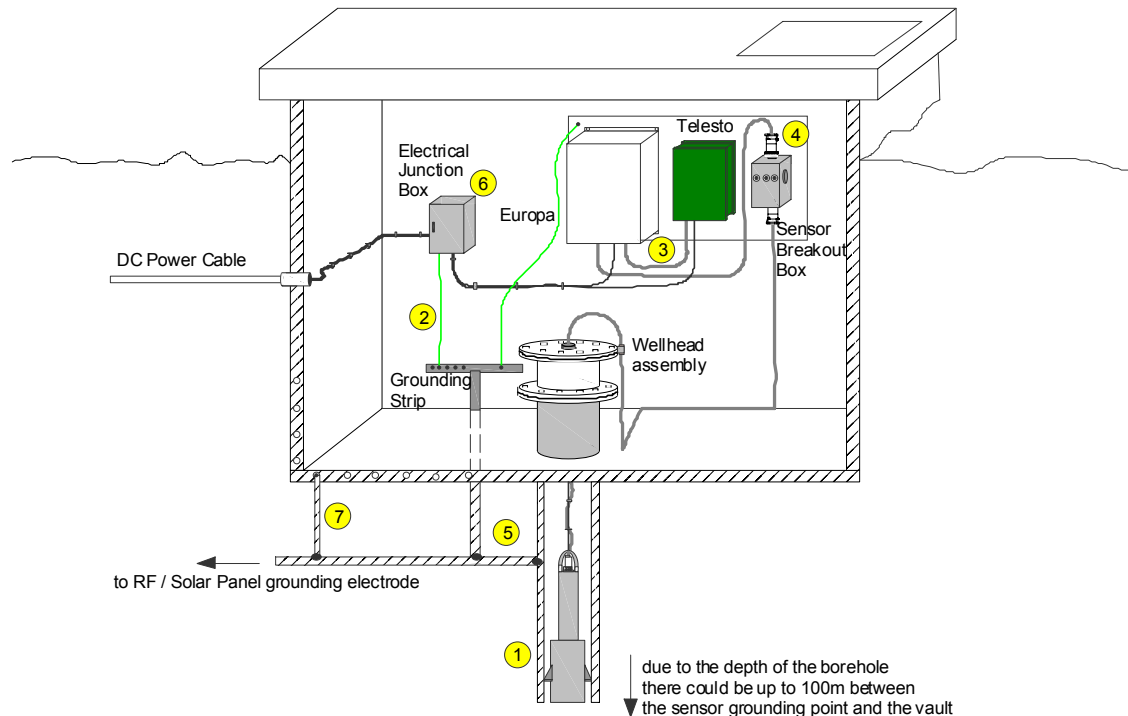 Telesto
4
Electrical
Junction
Box
6
Europa
3
Sensor
Breakout
Box
DC Power Cable
2
Wellhead
assembly
Grounding
Strip
7
5
to RF / Solar Panel grounding electrode
1
due to the depth of the borehole
there could be up to 100m between
the sensor grounding point and the vault